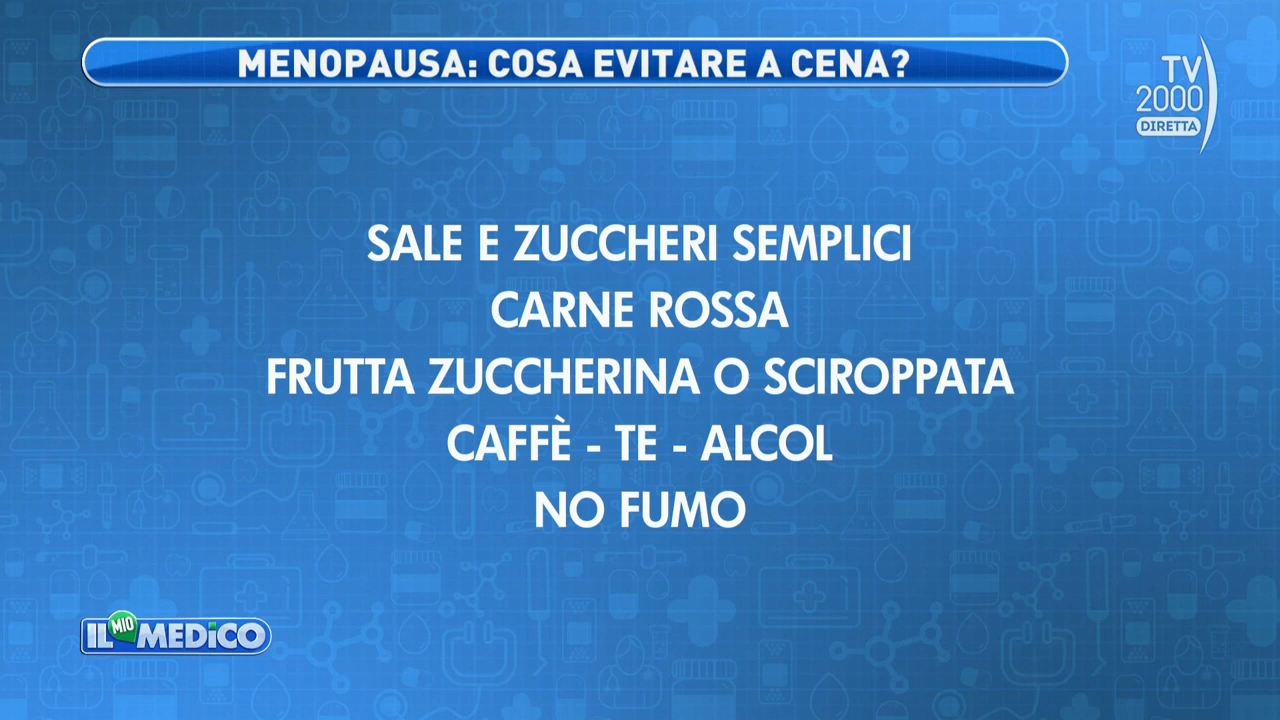 MENOPAUSA: COSA EVITARE A CENA?
TV
2000
DIRETTA
SALE E ZUCCHERI SEMPLICI
CARNE ROSSA
FRUTTA ZUCCHERINA O SCIROPPATA
CAFFÈ - TE - ALCOL
NO FUMO
IL MIO MEDICO